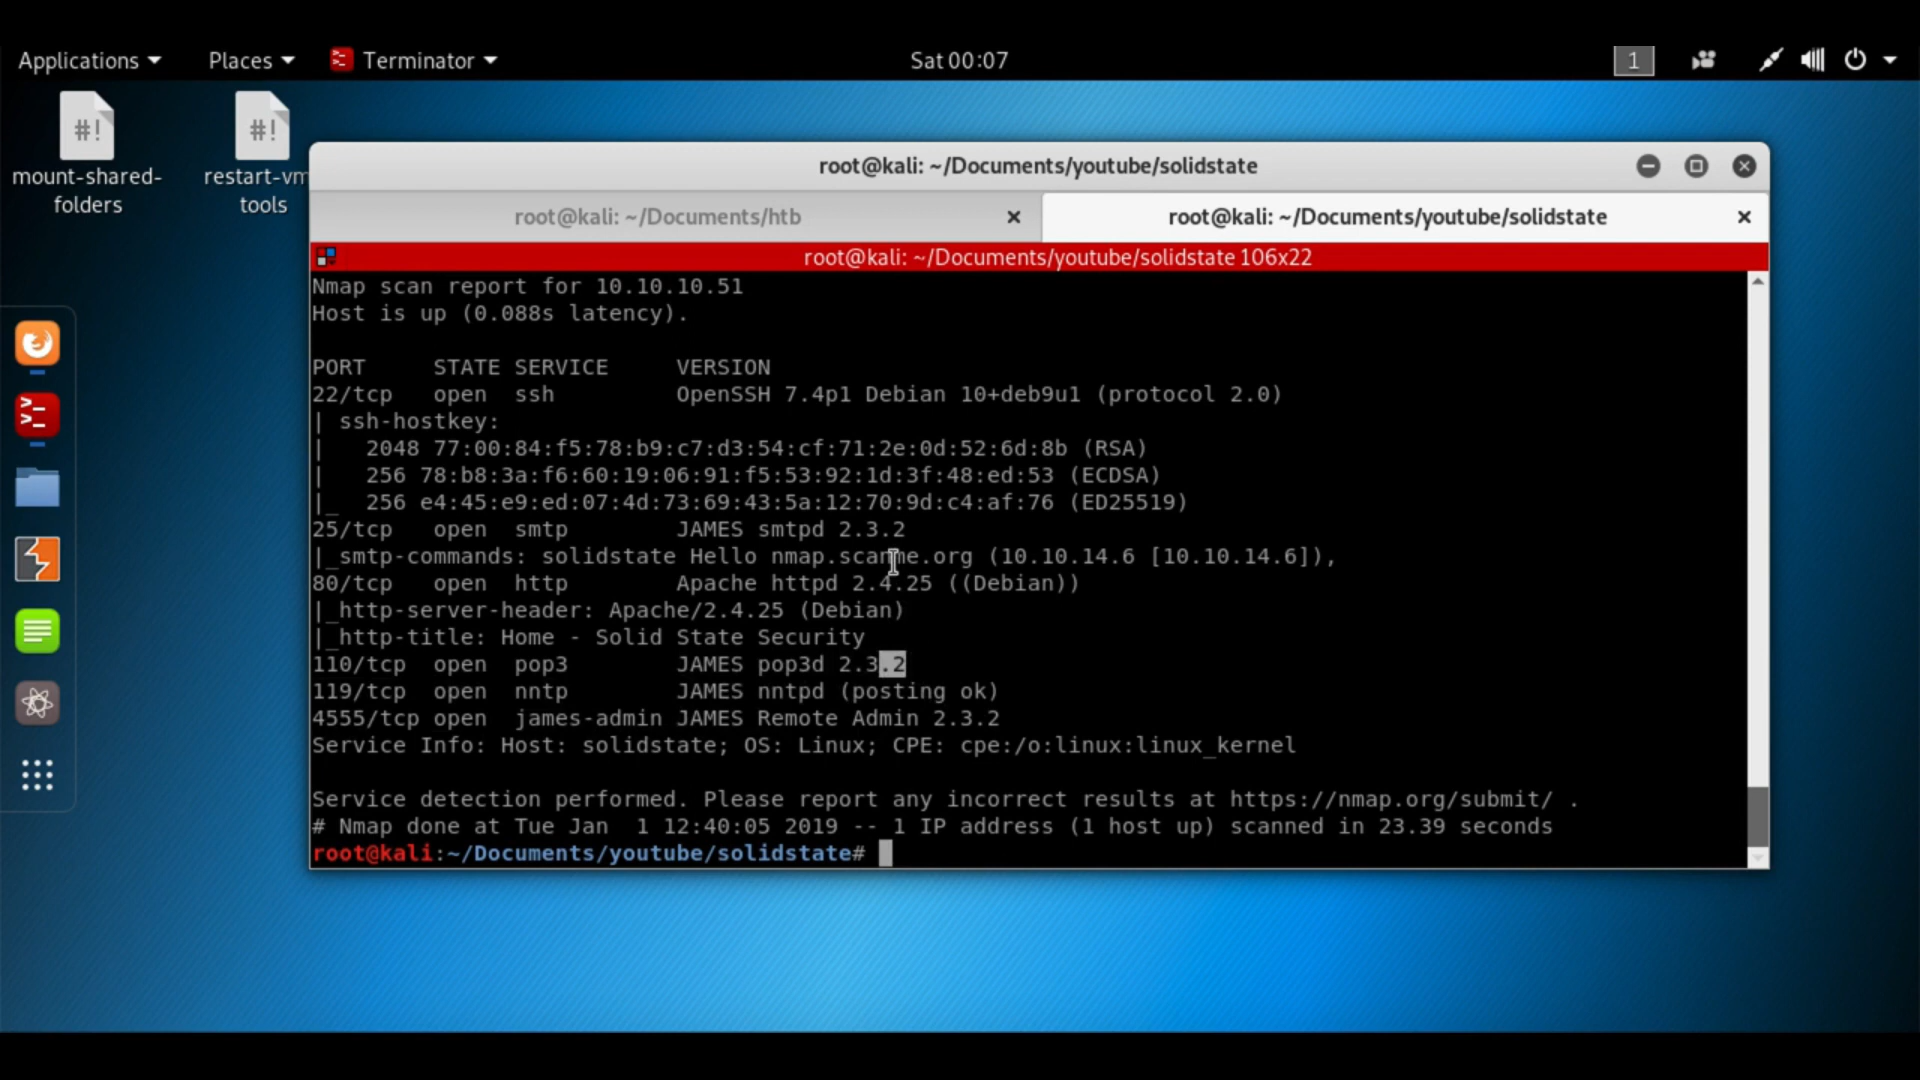 Applications Places Terminator Sat 00:07 1
#! #!
mount-shared-folders
restart-vm tools
root@kali: ~/Documents/youtube/solidstate
root@kali: ~/Documents/htb
root@kali: ~/Documents/youtube/solidstate
root@kali: ~/Documents/youtube/solidstate 106x22
Nmap scan report for 10.10.10.51
Host is up (0.088s latency).
PORT     STATE SERVICE     VERSION
22/tcp   open  ssh         OpenSSH 7.4p1 Debian 10+deb9u1 (protocol 2.0)
| ssh-hostkey:
|   2048 77:00:84:f5:78:b9:c7:d3:54:cf:71:2e:0d:52:6d:8b (RSA)
|   256 78:b8:3a:f6:60:19:06:91:f5:53:92:1d:3f:48:ed:53 (ECDSA)
|_  256 e4:45:e9:ed:07:4d:73:69:43:5a:12:70:9d:c4:af:76 (ED25519)
25/tcp   open  smtp        JAMES smtpd 2.3.2
|_smtp-commands: solidstate Hello nmap.scanme.org (10.10.14.6 [10.10.14.6]),
80/tcp   open  http        Apache httpd 2.4.25 ((Debian))
|_http-server-header: Apache/2.4.25 (Debian)
|_http-title: Home - Solid State Security
110/tcp  open  pop3        JAMES pop3d 2.3.2
119/tcp  open  nntp        JAMES nntpd (posting ok)
4555/tcp open  james-admin JAMES Remote Admin 2.3.2
Service Info: Host: solidstate; OS: Linux; CPE: cpe:/o:linux:linux_kernel
Service detection performed. Please report any incorrect results at https://nmap.org/submit/ .
# Nmap done at Tue Jan  1 12:40:05 2019 -- 1 IP address (1 host up) scanned in 23.39 seconds
root@kali:~/Documents/youtube/solidstate#